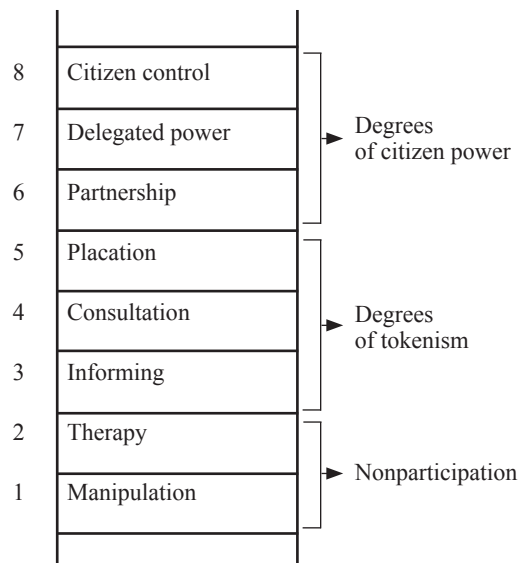 8 Citizen control
7 Delegated power
6 Partnership
Degrees
of citizen power
5 Placation
4 Consultation
3 Informing
Degrees
of tokenism
2 Therapy
1 Manipulation
Nonparticipation